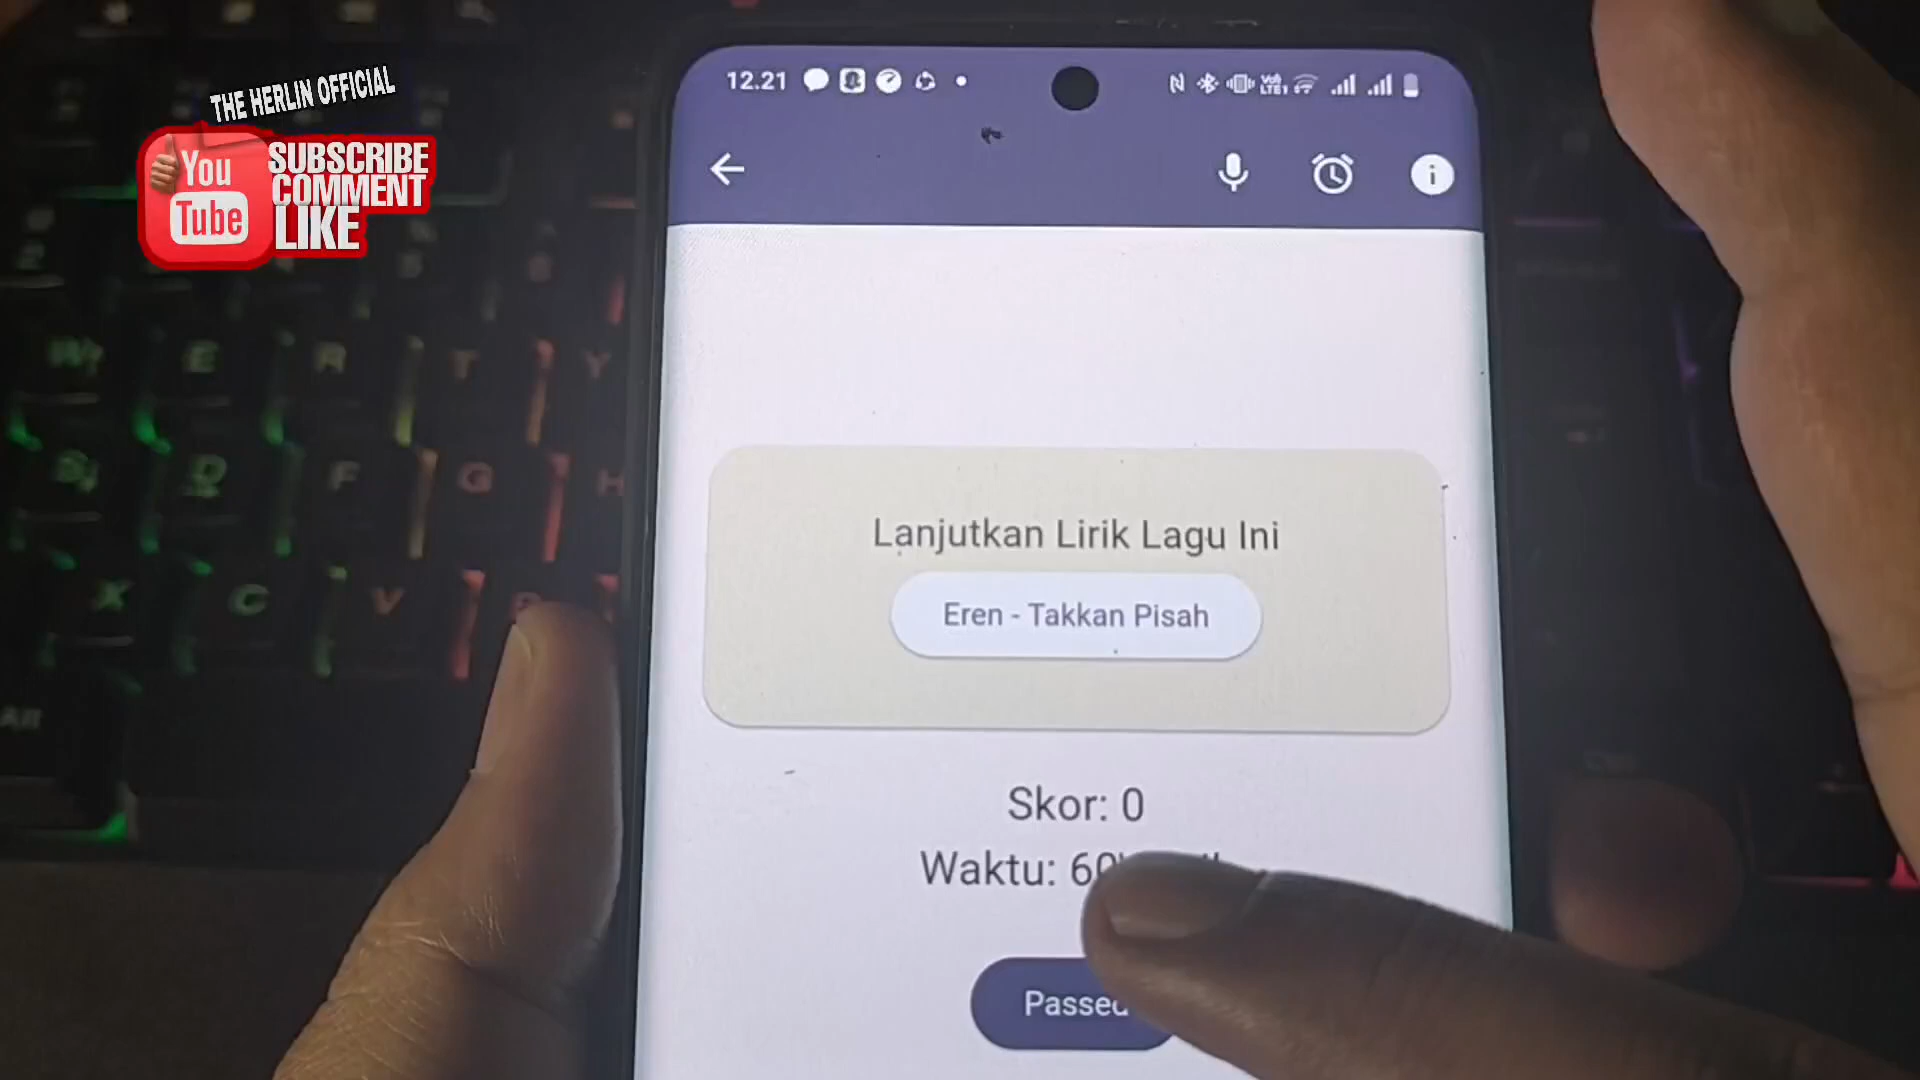 THE HERLIN OFFICIAL
You
Tube
SUBSCRIBE
COMMENT
LIKE
12.21
Lanjutkan Lirik Lagu Ini
Eren - Takkan Pisah
Skor: 0
Waktu: 60
Passed
W
E
R
T
Y
S
D
F
G
H
X
C
V
Alt